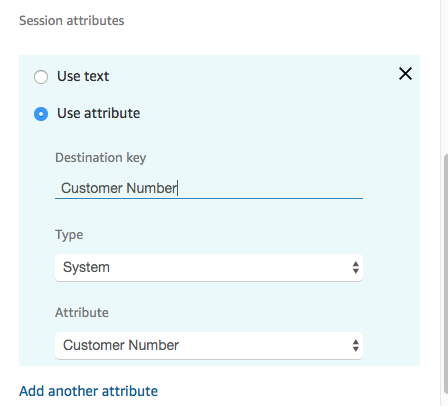 Session attributes
Use text
Use attribute
Destination key
Customer Number
Type
System
Attribute
Customer Number
Add another attribute